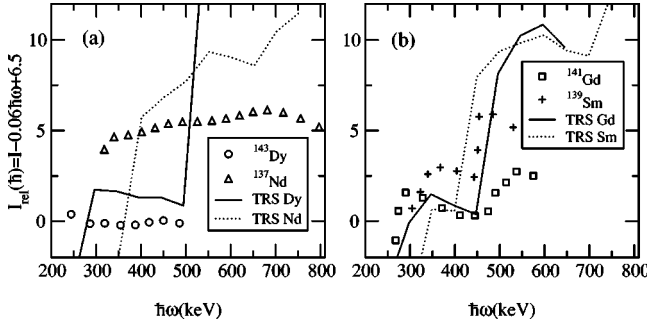 I_rel(ħ)=I-0.06ħω+6.5
10
5
0
(a)
○ ¹⁴³Dy
△ ¹³⁷Nd
TRS Dy
TRS Nd
200 300 400 500 600 700 800
ħω(keV)
10
5
0
(b)
□ ¹⁴¹Gd
+ ¹³⁹Sm
TRS Gd
TRS Sm
200 300 400 500 600 700 800
ħω(keV)